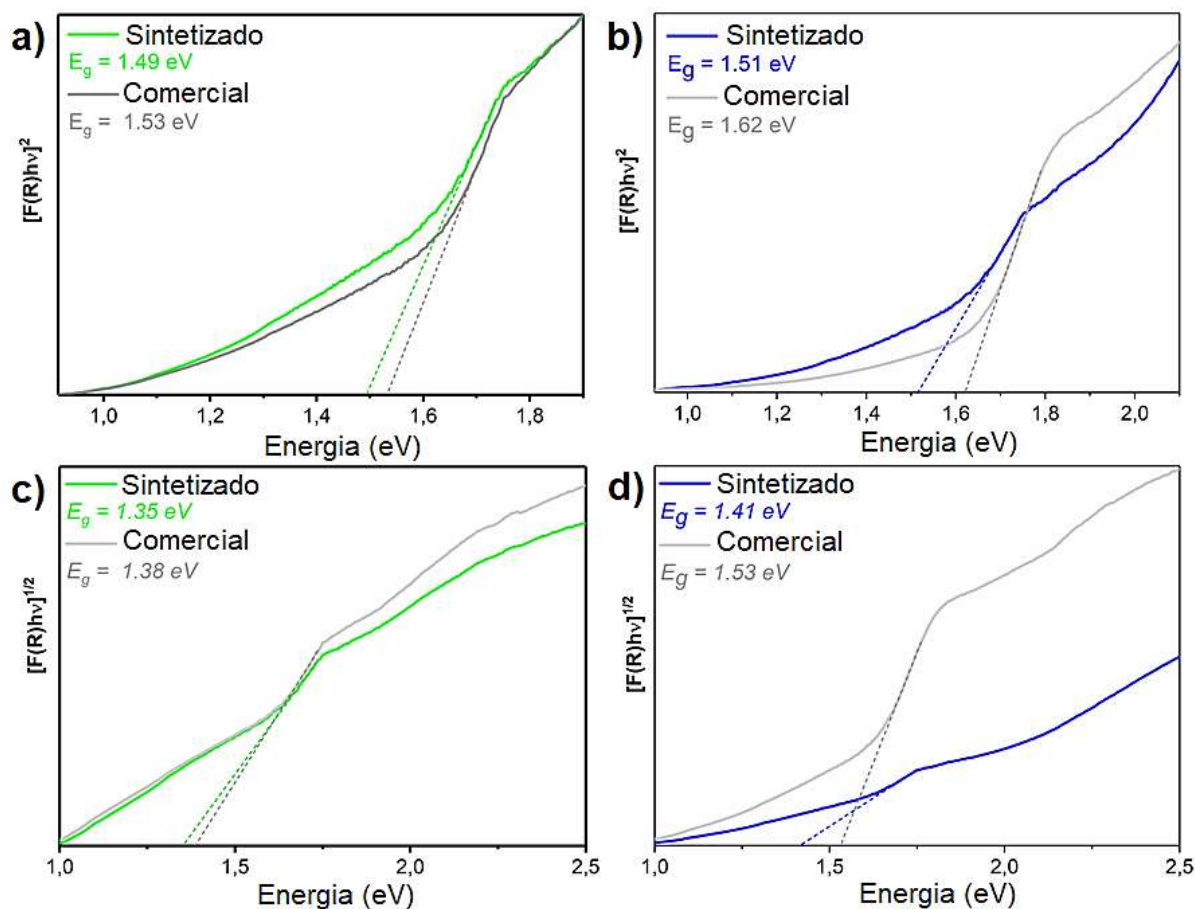 a)
Sintetizado
E_g = 1.49 eV
Comercial
E_g = 1.53 eV
[F(R)hν]²
1,0 1,2 1,4 1,6 1,8
Energia (eV)
b)
Sintetizado
E_g = 1.51 eV
Comercial
E_g = 1.62 eV
[F(R)hν]²
1,0 1,2 1,4 1,6 1,8 2,0
Energia (eV)
c)
Sintetizado
E_g = 1.35 eV
Comercial
E_g = 1.38 eV
[F(R)hν]^1/2
1,0 1,5 2,0 2,5
Energia (eV)
d)
Sintetizado
E_g = 1.41 eV
Comercial
E_g = 1.53 eV
[F(R)hν]^1/2
1,0 1,5 2,0 2,5
Energia (eV)